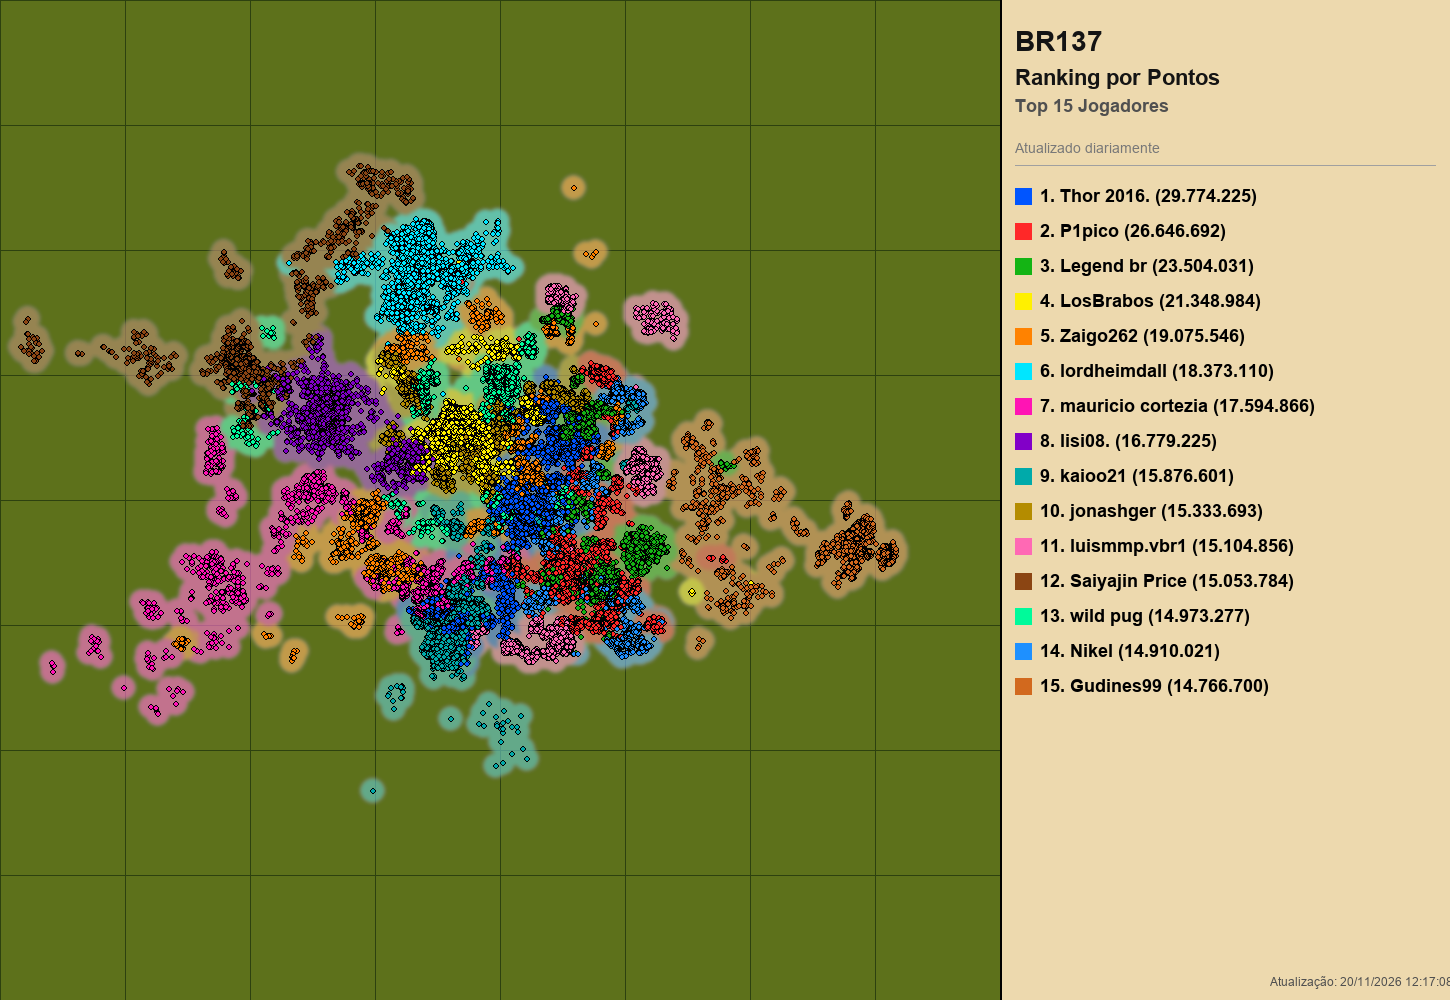 BR137
Ranking por Pontos
Top 15 Jogadores
Atualizado diariamente
1. Thor 2016. (29.774.225)
2. P1pico (26.646.692)
3. Legend br (23.504.031)
4. LosBrabos (21.348.984)
5. Zaigo262 (19.075.546)
6. lordheimdall (18.373.110)
7. mauricio cortezia (17.594.866)
8. lisi08. (16.779.225)
9. kaioo21 (15.876.601)
10. jonashger (15.333.693)
11. luismmp.vbr1 (15.104.856)
12. Saiyajin Price (15.053.784)
13. wild pug (14.973.277)
14. Nikel (14.910.021)
15. Gudines99 (14.766.700)
Atualização: 20/11/2026 12:17:08